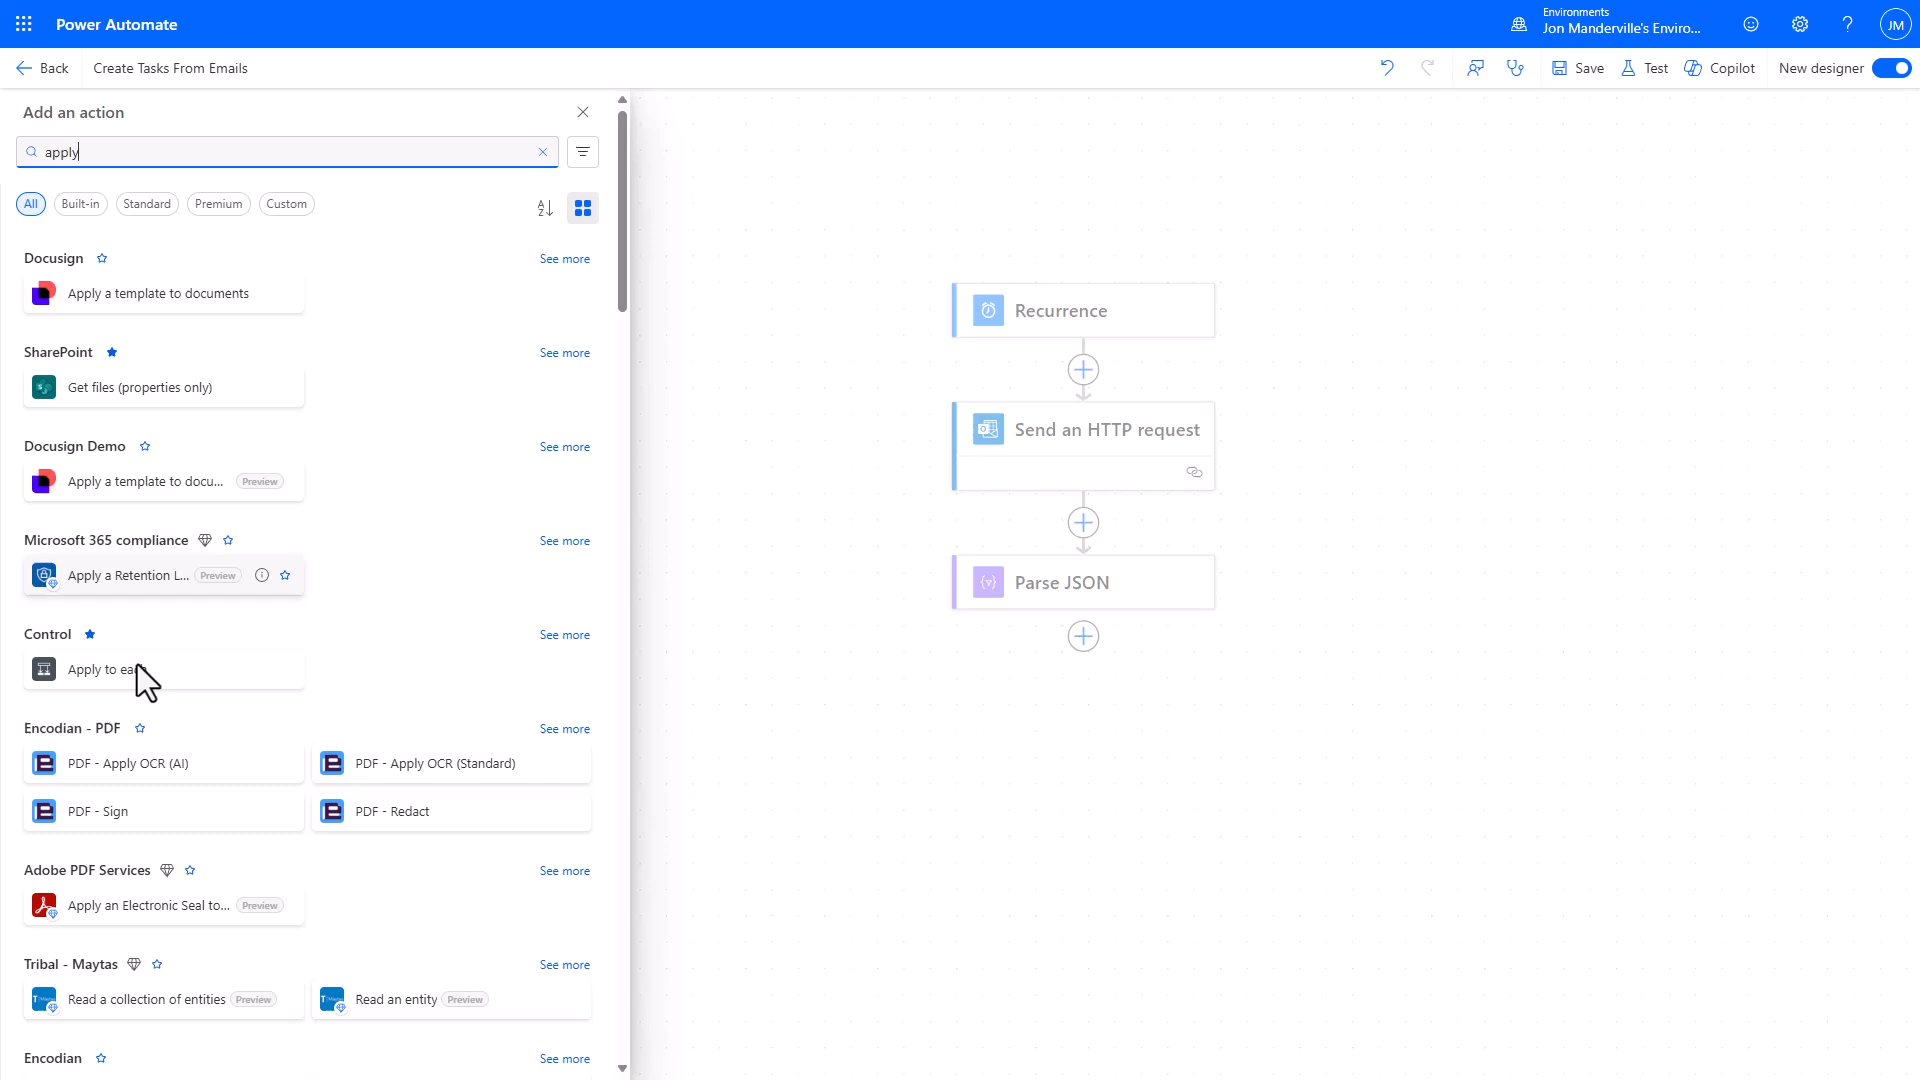 Power Automate
Environments
Jon Manderville's Enviro...
JM
Back
Create Tasks From Emails
Save
Test
Copilot
New designer
Add an action
apply
All
Built-in
Standard
Premium
Custom
Docusign
See more
Apply a template to documents
SharePoint
See more
Get files (properties only)
Docusign Demo
See more
Apply a template to docu...
Preview
Microsoft 365 compliance
See more
Apply a Retention L...
Preview
Control
See more
Apply to
Encodian - PDF
See more
PDF - Apply OCR (AI)
PDF - Apply OCR (Standard)
PDF - Sign
PDF - Redact
Adobe PDF Services
See more
Apply an Electronic Seal to...
Preview
Tribal - Maytas
See more
Read a collection of entities
Preview
Read an entity
Preview
Encodian
See more
Recurrence
Send an HTTP request
Parse JSON